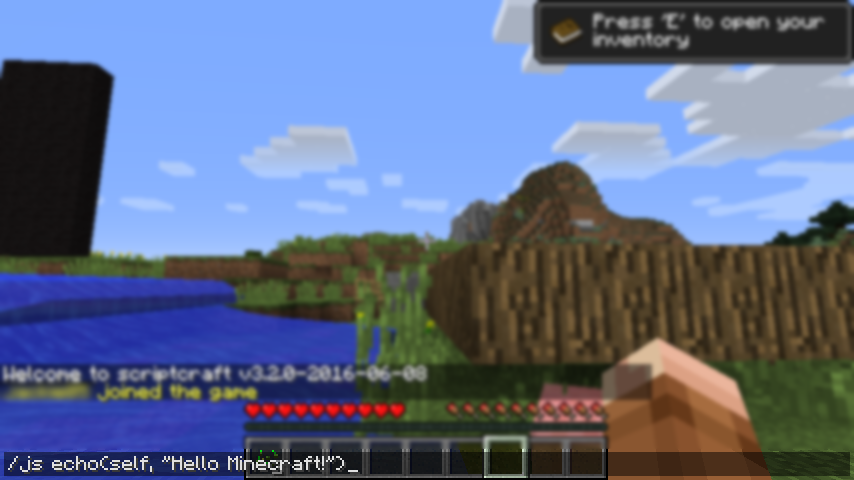 Press 'E' to open your
inventory
Welcome to scriptcraft v3.2.0-2016-06-08
joined the game
/js echo(self, "Hello Minecraft!")_